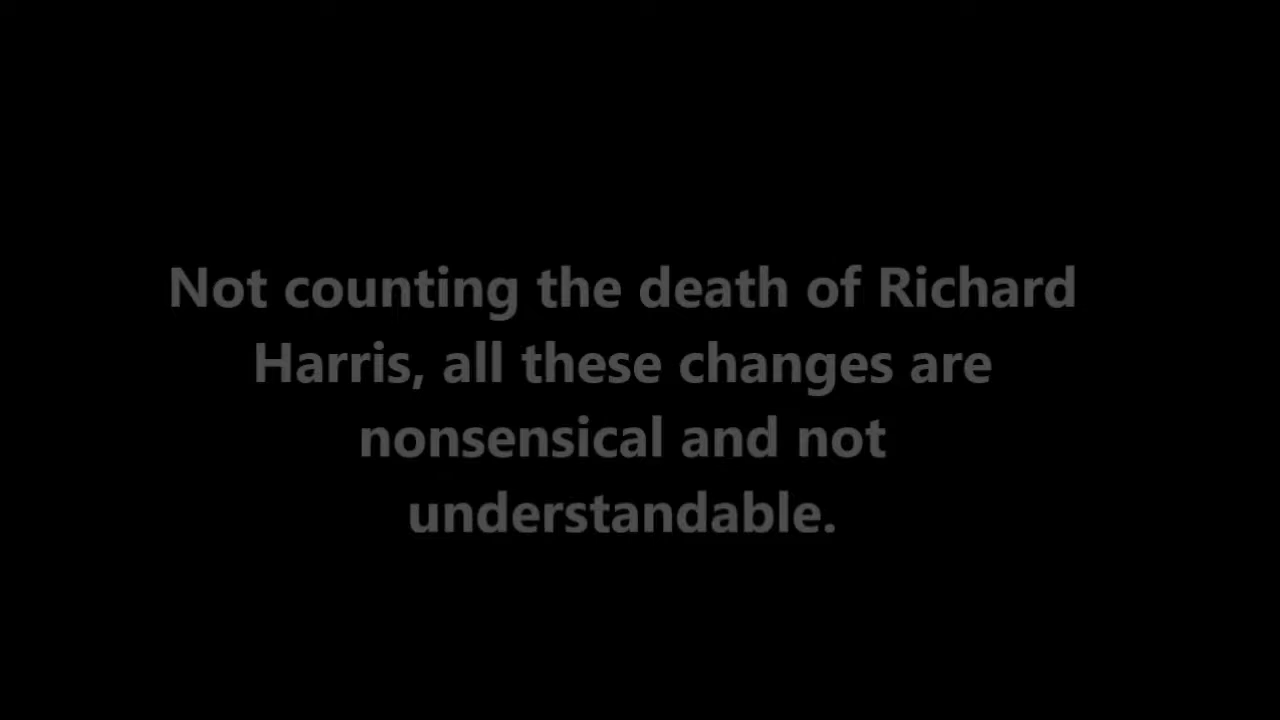 Not counting the death of Richard
Harris, all these changes are
nonsensical and not
understandable.